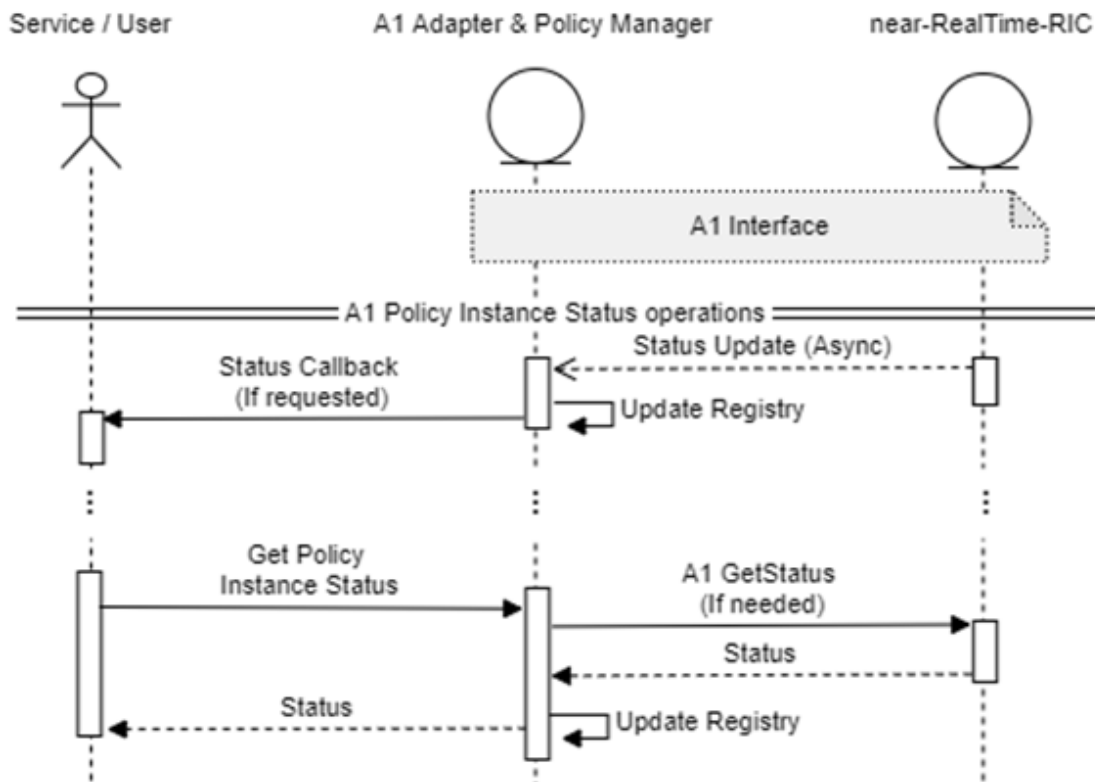 Service / User
A1 Adapter & Policy Manager
near-RealTime-RIC
A1 Interface
A1 Policy Instance Status operations
Status Update (Async)
Status Callback
(If requested)
Update Registry
Get Policy
Instance Status
A1 GetStatus
(If needed)
Status
Status
Update Registry